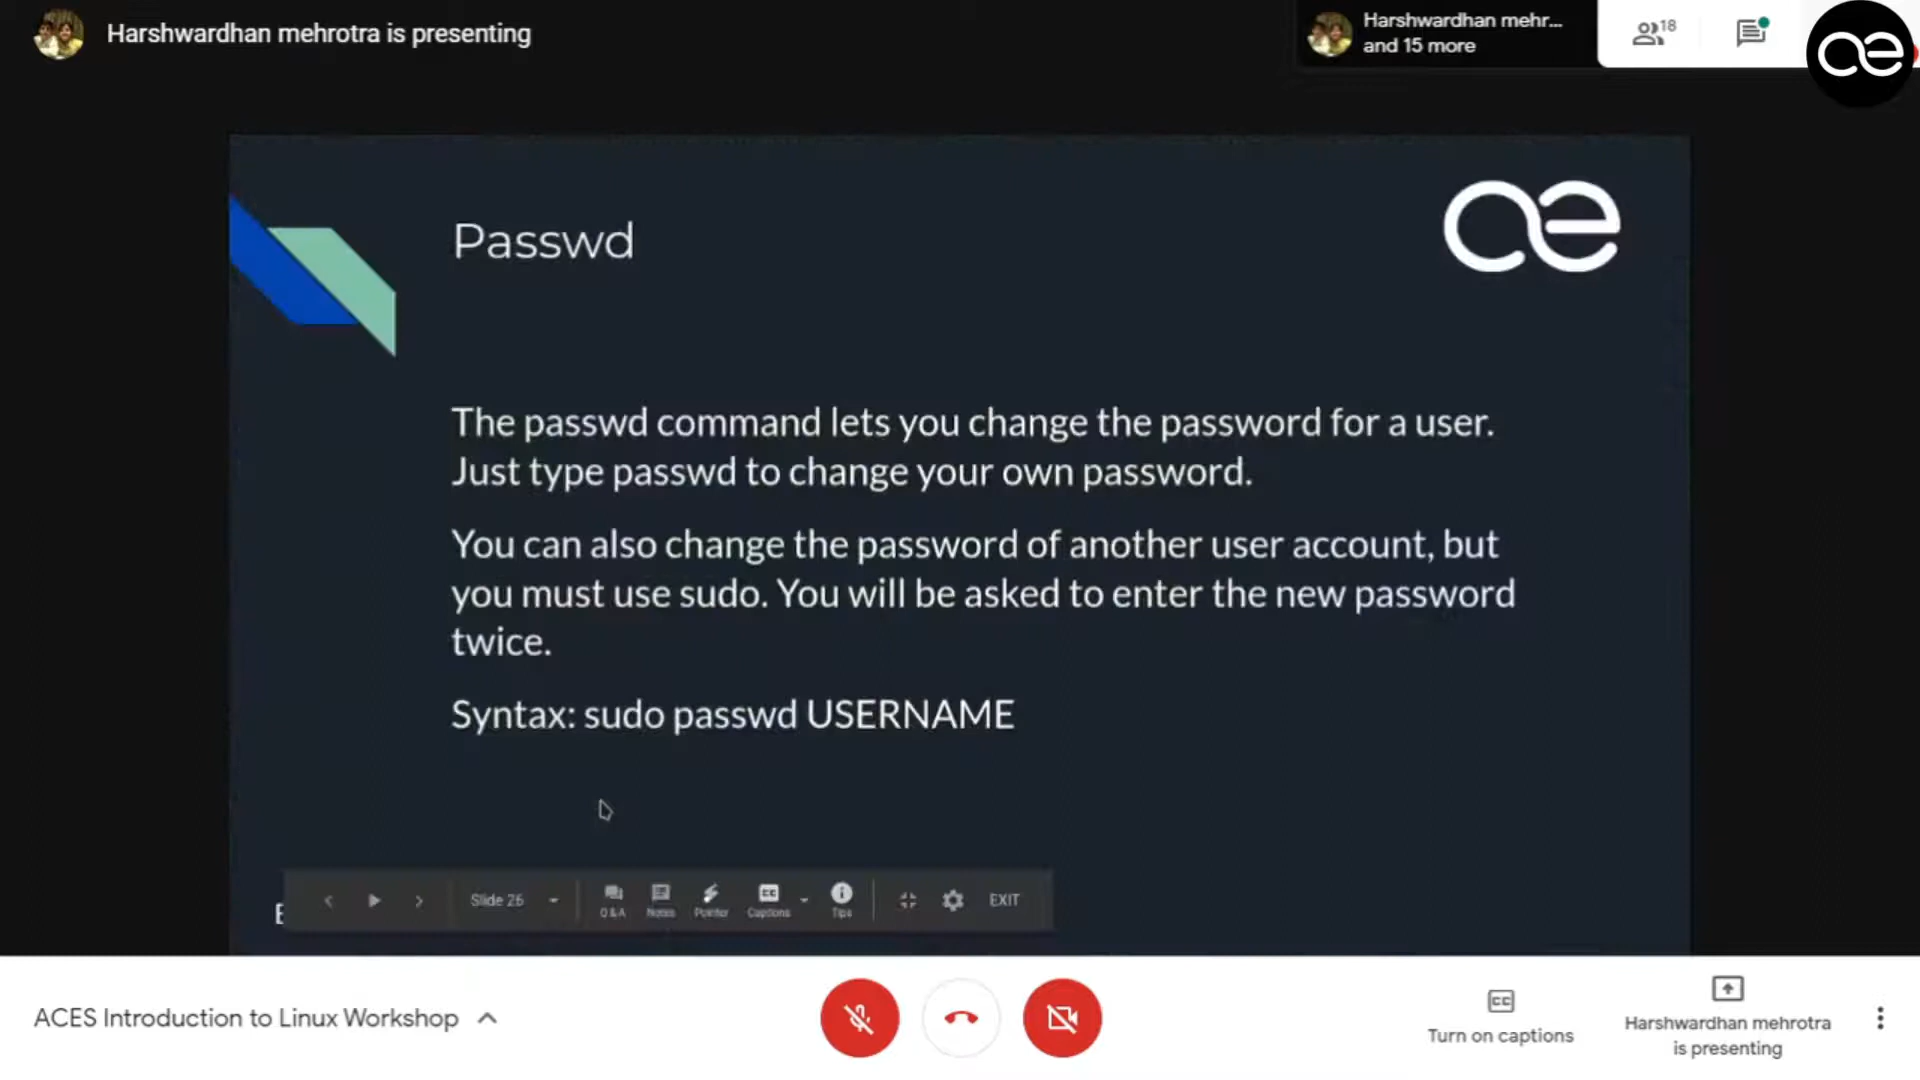 Harshwardhan mehrotra is presenting
Harshwardhan mehr...
and 15 more
18
Passwd
The passwd command lets you change the password for a user.
Just type passwd to change your own password.
You can also change the password of another user account, but
you must use sudo. You will be asked to enter the new password
twice.
Syntax: sudo passwd USERNAME
Slide 26
Q&A
Notes
Pointer
CC
Captions
Tips
EXIT
ACES Introduction to Linux Workshop
CC
Turn on captions
Harshwardhan mehrotra
is presenting